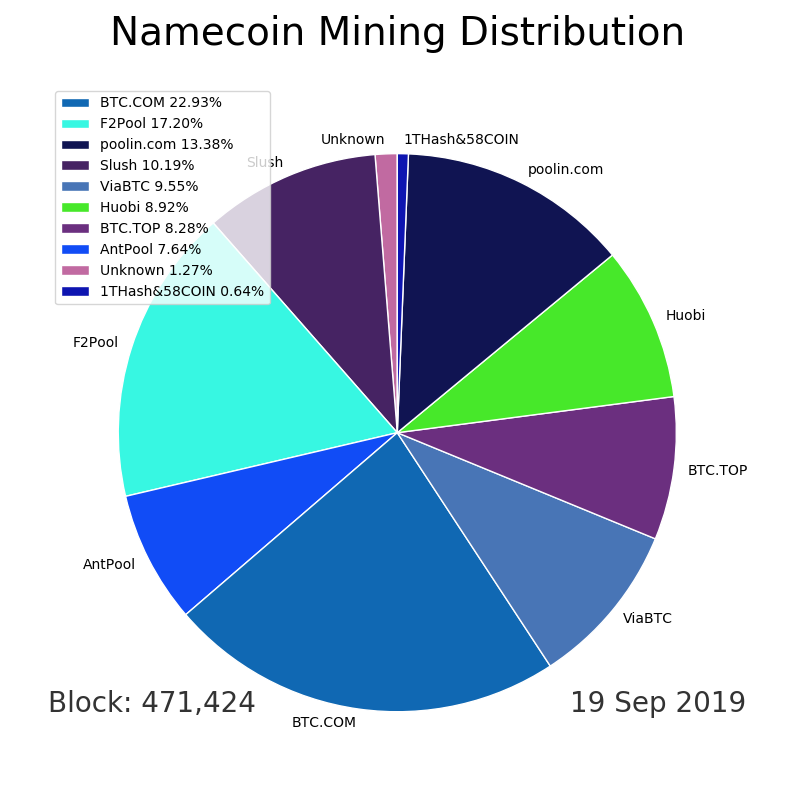 Namecoin Mining Distribution
BTC.COM 22.93%
F2Pool 17.20%
poolin.com 13.38%
Slush 10.19%
ViaBTC 9.55%
Huobi 8.92%
BTC.TOP 8.28%
AntPool 7.64%
Unknown 1.27%
1THash&58COIN 0.64%
Unknown
1THash&58COIN
Slush
poolin.com
Huobi
F2Pool
BTC.TOP
AntPool
ViaBTC
BTC.COM
Block: 471,424
19 Sep 2019